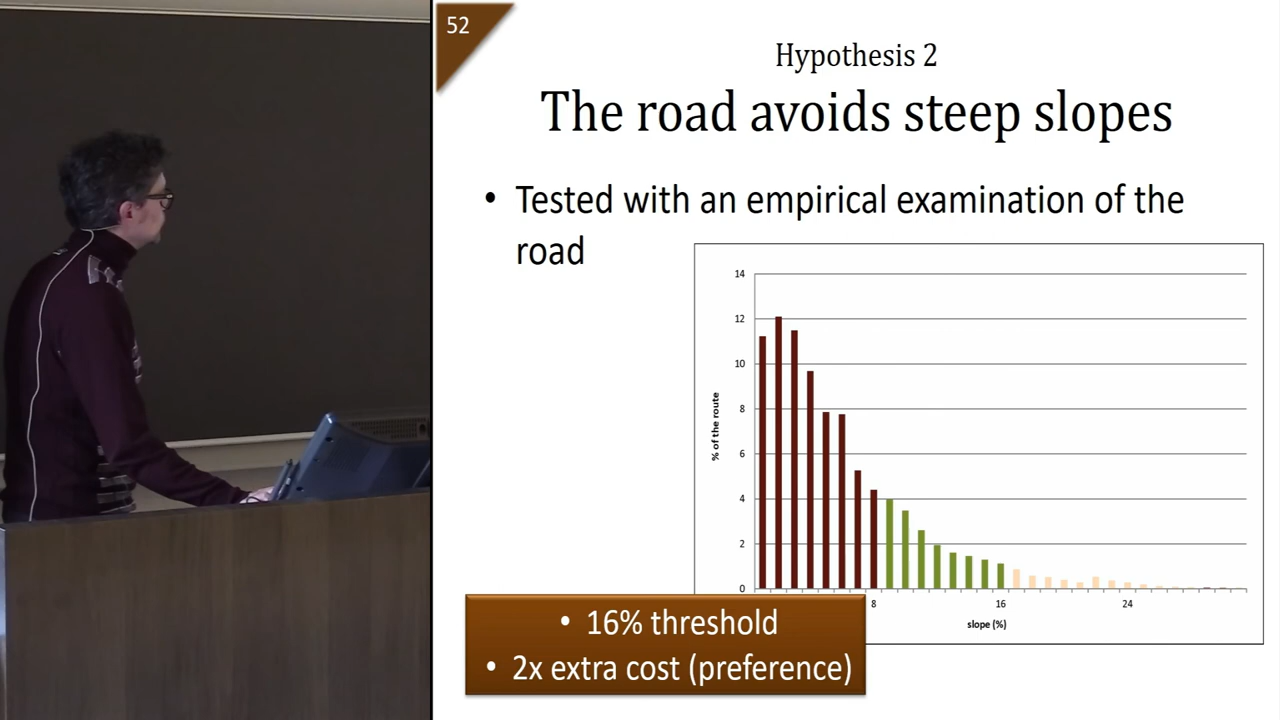 52
Hypothesis 2
The road avoids steep slopes
• Tested with an empirical examination of the
road
14
12
10
8
6
4
2
0
% of the route
8
16
24
slope (%)
• 16% threshold
• 2x extra cost (preference)